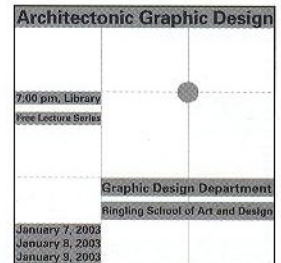 Architectonic Graphic Design
7:00 pm, Library
Free Lecture Series
Graphic Design Department
Ringling School of Art and Design
January 7, 2003
January 8, 2003
January 9, 2003